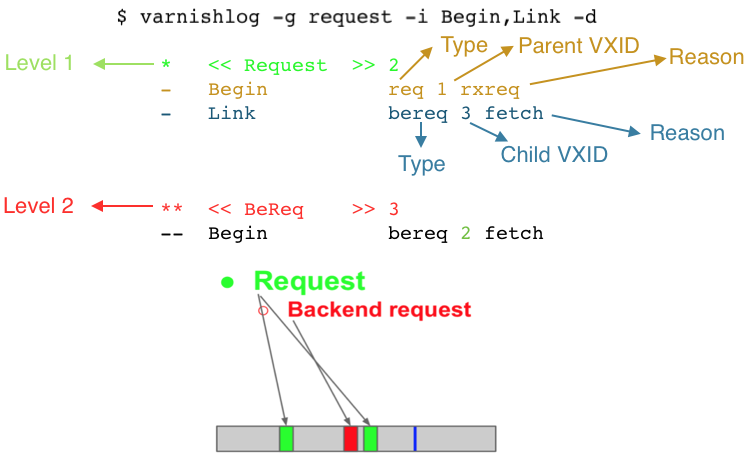 $ varnishlog -g request -i Begin,Link -d
Type Parent VXID Reason
Level 1 * << Request >> 2
- Begin req 1 rxreq
- Link bereq 3 fetch
Type Child VXID Reason
Level 2 ** << BeReq >> 3
-- Begin bereq 2 fetch
Request
Backend request